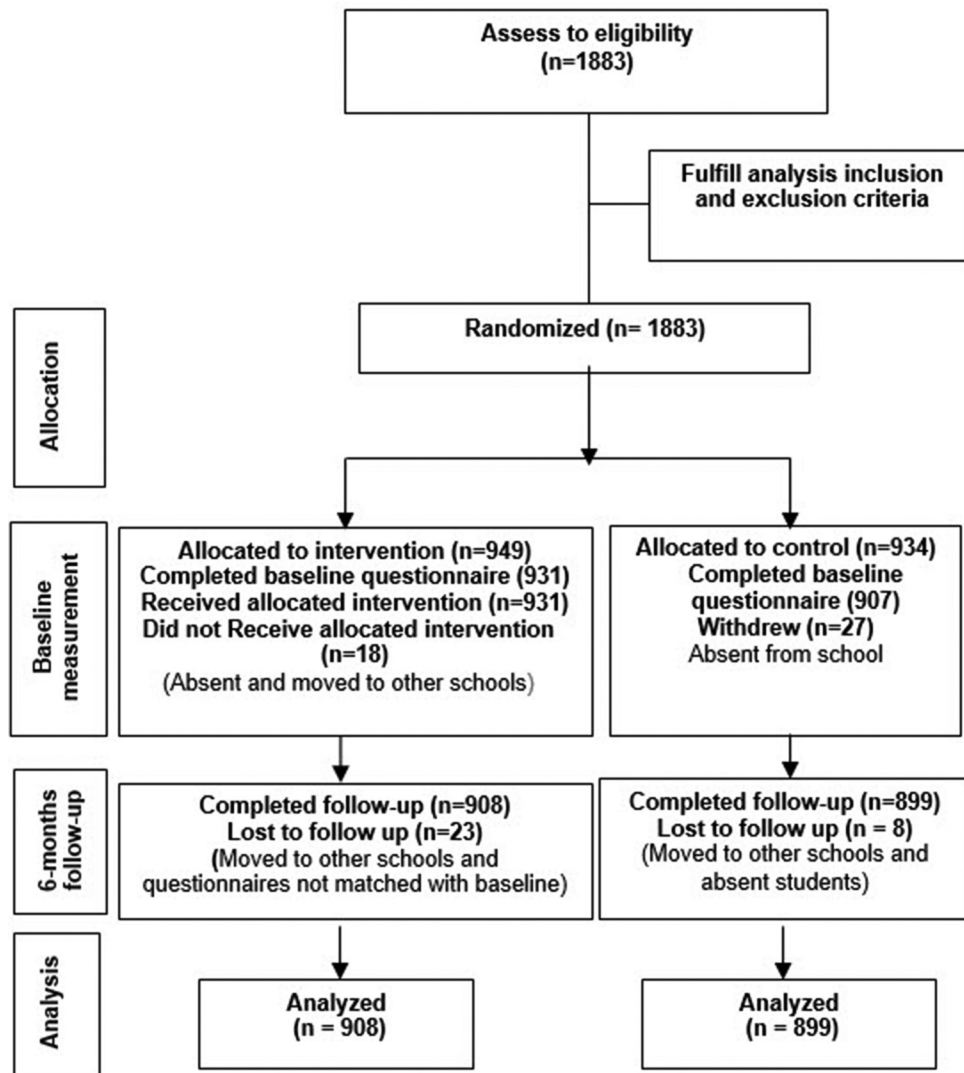 Assess to eligibility
(n=1883)
Fulfill analysis inclusion
and exclusion criteria
Randomized (n= 1883)
Allocation
Allocated to intervention (n=949)
Completed baseline questionnaire (931)
Received allocated intervention (n=931)
Did not Receive allocated intervention
(n=18)
(Absent and moved to other schools)
Allocated to control (n=934)
Completed baseline
questionnaire (907)
Withdrew (n=27)
Absent from school
Baseline
measurement
Completed follow-up (n=908)
Lost to follow up (n=23)
(Moved to other schools and
questionnaires not matched with baseline)
Completed follow-up (n=899)
Lost to follow up (n = 8)
(Moved to other schools and
absent students)
6-months
follow-up
Analyzed
(n = 908)
Analyzed
(n = 899)
Analysis